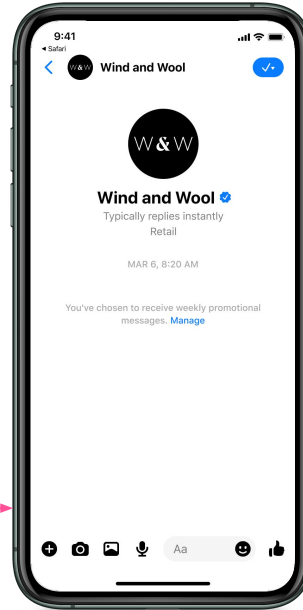 9:41
◀ Safari
W&W
Wind and Wool
W&W
Wind and Wool
Typically replies instantly
Retail
MAR 6, 8:20 AM
You've chosen to receive weekly promotional
messages. Manage
Aa